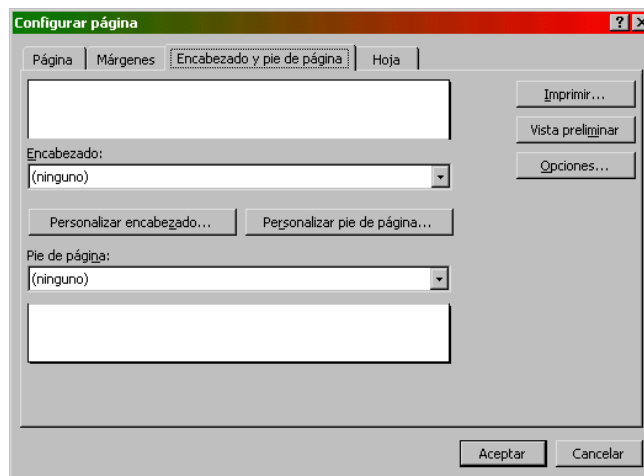 Configurar página
Página Márgenes Encabezado y pie de página Hoja
Imprimir...
Vista preliminar
Encabezado:
(ninguno)
Opciones...
Personalizar encabezado... Personalizar pie de página...
Pie de página:
(ninguno)
Aceptar Cancelar